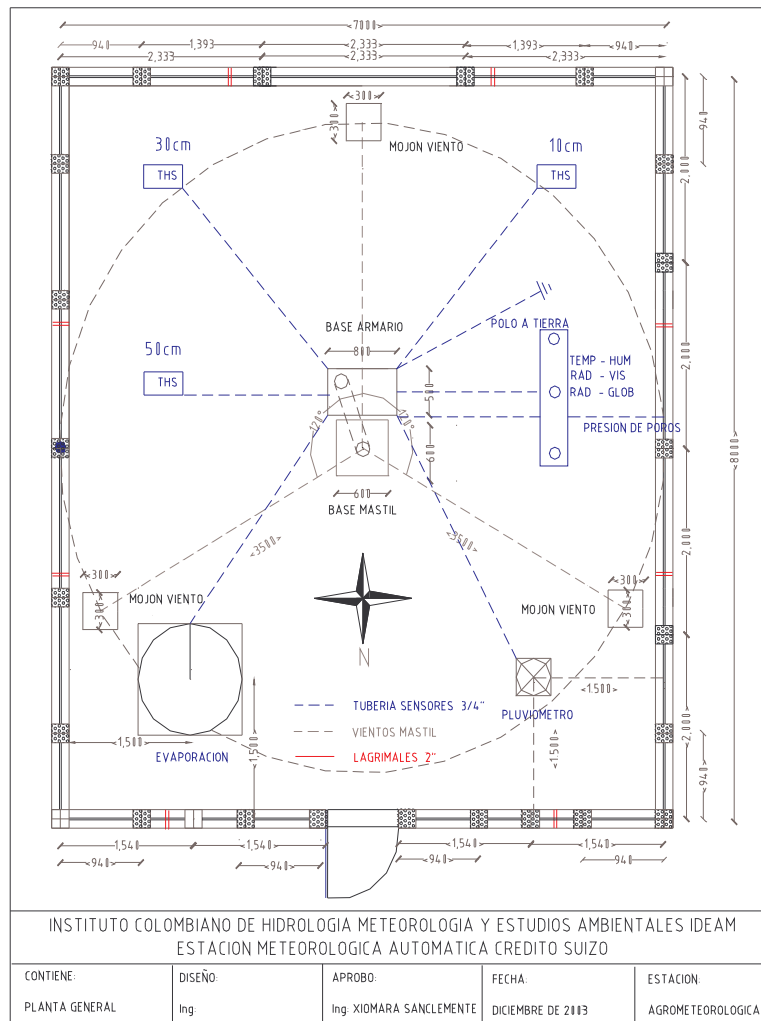 <7000>
<940> <1,393> <2,333> <1,393> <940>
<2,333> <2,333> <2,333>
<300>
<300>
MOJON VIENTO
940
30cm
THS
10cm
THS
2,000
POLO A TIERRA
BASE ARMARIO
800
50cm
THS
TEMP - HUM
RAD - VIS
RAD - GLOB
500
120° 120°
PRESION DE POROS
600
8000
600
BASE MASTIL
<3500> <3500>
2,000
<300>
<300>
MOJON VIENTO
MOJON VIENTO
<300>
<300>
N
<1.500>
TUBERIA SENSORES 3/4"
PLUVIOMETRO
VIENTOS MASTIL
LAGRIMALES 2"
<1,500>
EVAPORACION
<1,500>
<1.500>
2,000
<940>
<1,540> <1,540> <1,540> <1,540>
<940> <940> <940> <940>
INSTITUTO COLOMBIANO DE HIDROLOGIA METEOROLOGIA Y ESTUDIOS AMBIENTALES IDEAM
ESTACION METEOROLOGICA AUTOMATICA CREDITO SUIZO
CONTIENE:
PLANTA GENERAL
DISEÑO:
Ing:
APROBO:
Ing: XIOMARA SANCLEMENTE
FECHA:
DICIEMBRE DE 2003
ESTACION:
AGROMETEOROLOGICA